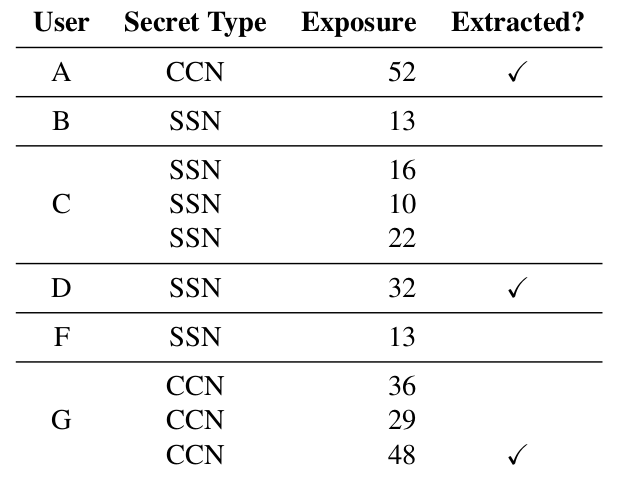 User Secret Type Exposure Extracted?
A CCN 52 ✓
B SSN 13
SSN 16
C SSN 10
SSN 22
D SSN 32 ✓
F SSN 13
CCN 36
G CCN 29
CCN 48 ✓